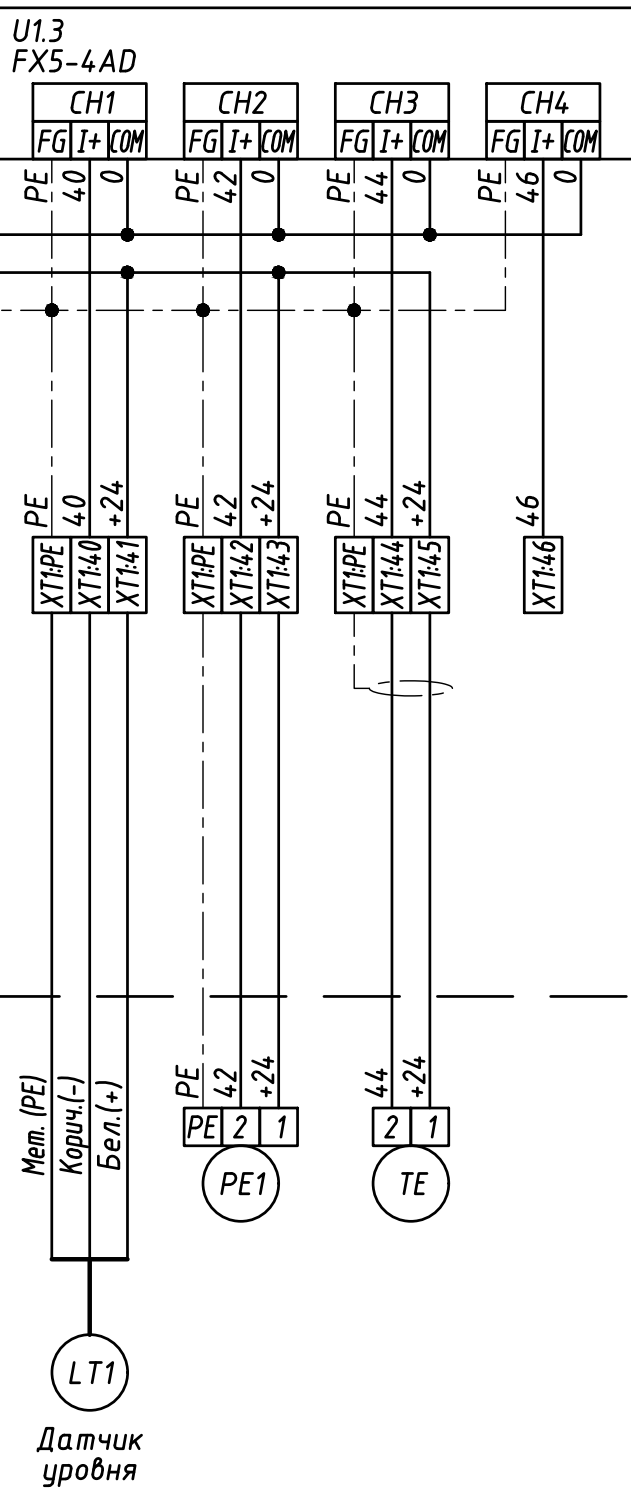 U1.3
FX5-4AD
CH1 CH2 CH3 CH4
FG I+ COM FG I+ COM FG I+ COM FG I+ COM
PE 40 0 PE 42 0 PE 44 0 PE 46 0
PE 40 +24 PE 42 +24 PE 44 +24 46
XT1:PE XT1:40 XT1:41 XT1:PE XT1:42 XT1:43 XT1:PE XT1:44 XT1:45 XT1:46
Мет. (PE) Корич.(-) Бел.(+) PE 42 +24 44 +24
PE 2 1 2 1
PE1 TE
LT1
Датчик
уровня